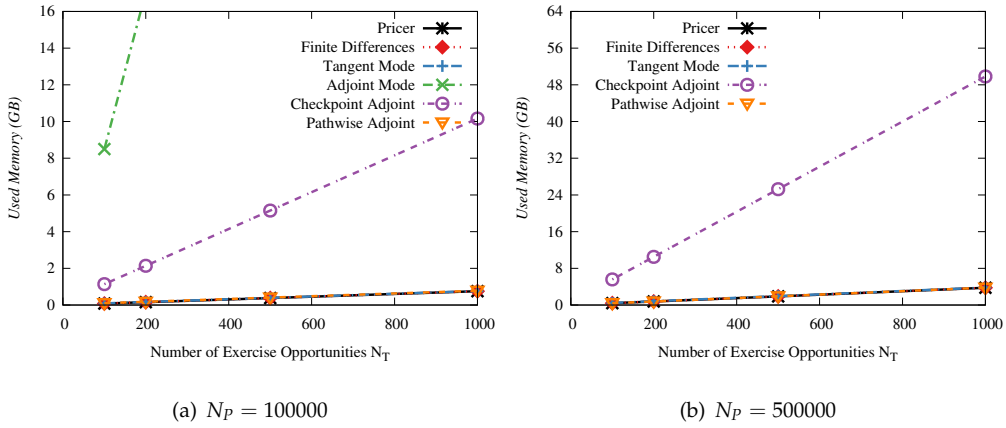 16
14
12
10
8
6
4
2
0
Used Memory (GB)
0 200 400 600 800 1000
Number of Exercise Opportunities N_T
Pricer
Finite Differences
Tangent Mode
Adjoint Mode
Checkpoint Adjoint
Pathwise Adjoint
(a) N_P = 100000
64
56
48
40
32
24
16
8
0
Used Memory (GB)
0 200 400 600 800 1000
Number of Exercise Opportunities N_T
Pricer
Finite Differences
Tangent Mode
Checkpoint Adjoint
Pathwise Adjoint
(b) N_P = 500000